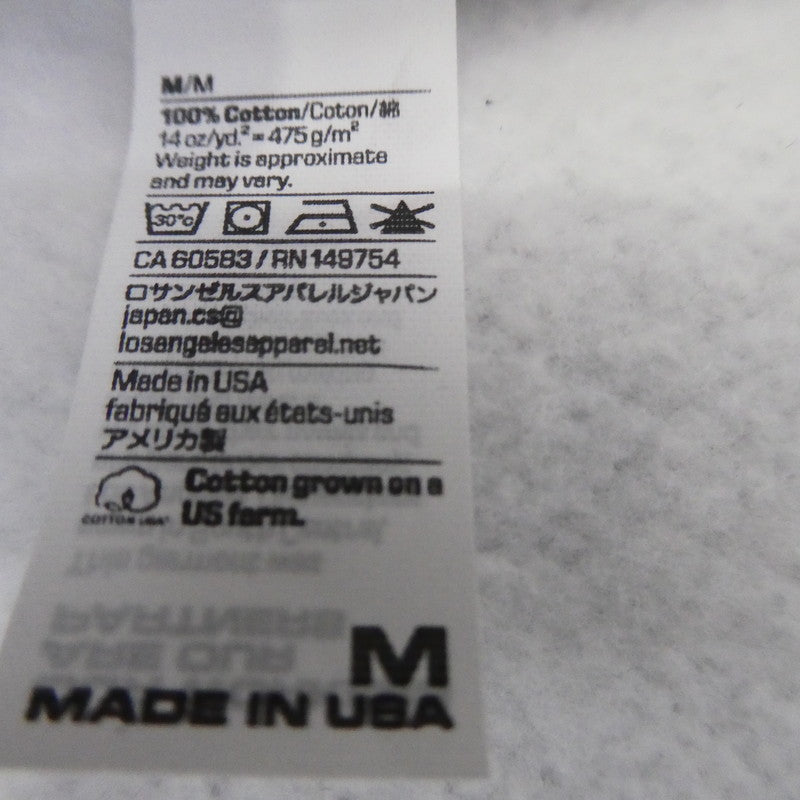 M/M
100% Cotton/Coton/綿
14 oz/yd.² = 475 g/m²
Weight is approximate
and may vary.
30°C
CA 60583 / RN 149754
ロサンゼルスアパレルジャパン
japan.cs@
losangelesapparel.net
Made in USA
fabriqué aux états-unis
アメリカ製
Cotton grown on a
US farm.
COTTON USA
M
MADE IN USA